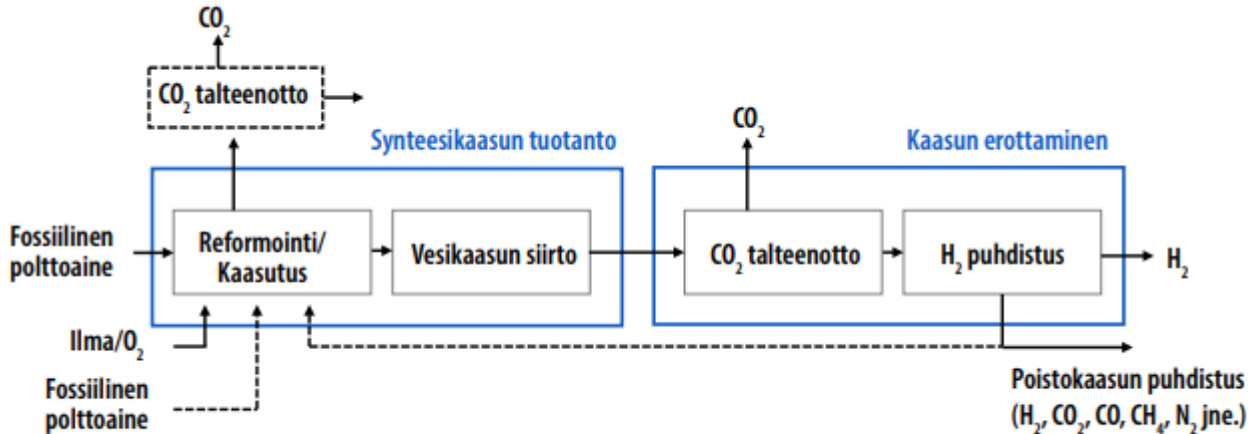 CO₂
CO₂ talteenotto
Synteesikaasun tuotanto
CO₂
Kaasun erottaminen
Fossiilinen
polttoaine
Reformointi/
Kaasutus
Vesikaasun siirto
CO₂ talteenotto
H₂ puhdistus
H₂
Ilma/O₂
Fossiilinen
polttoaine
Poistokaasun puhdistus
(H₂, CO₂, CO, CH₄, N₂ jne.)